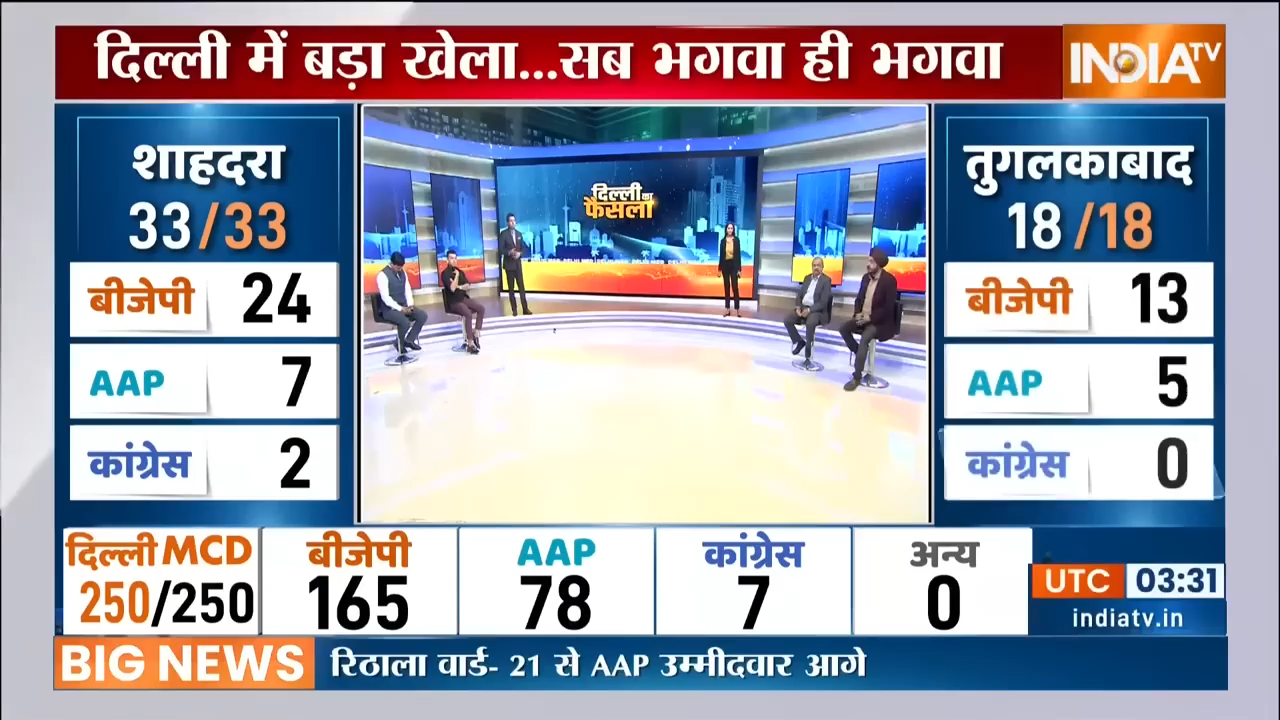 दिल्ली में बड़ा खेला...सब भगवा ही भगवा
INDIA TV
शाहदरा
33/33
बीजेपी 24
AAP 7
कांग्रेस 2
दिल्ली का
फैसला
तुगलकाबाद
18/18
बीजेपी 13
AAP 5
कांग्रेस 0
दिल्ली MCD
250/250
बीजेपी
165
AAP
78
कांग्रेस
7
अन्य
0
UTC 03:31
indiatv.in
BIG NEWS
रिठाला वार्ड- 21 से AAP उम्मीदवार आगे